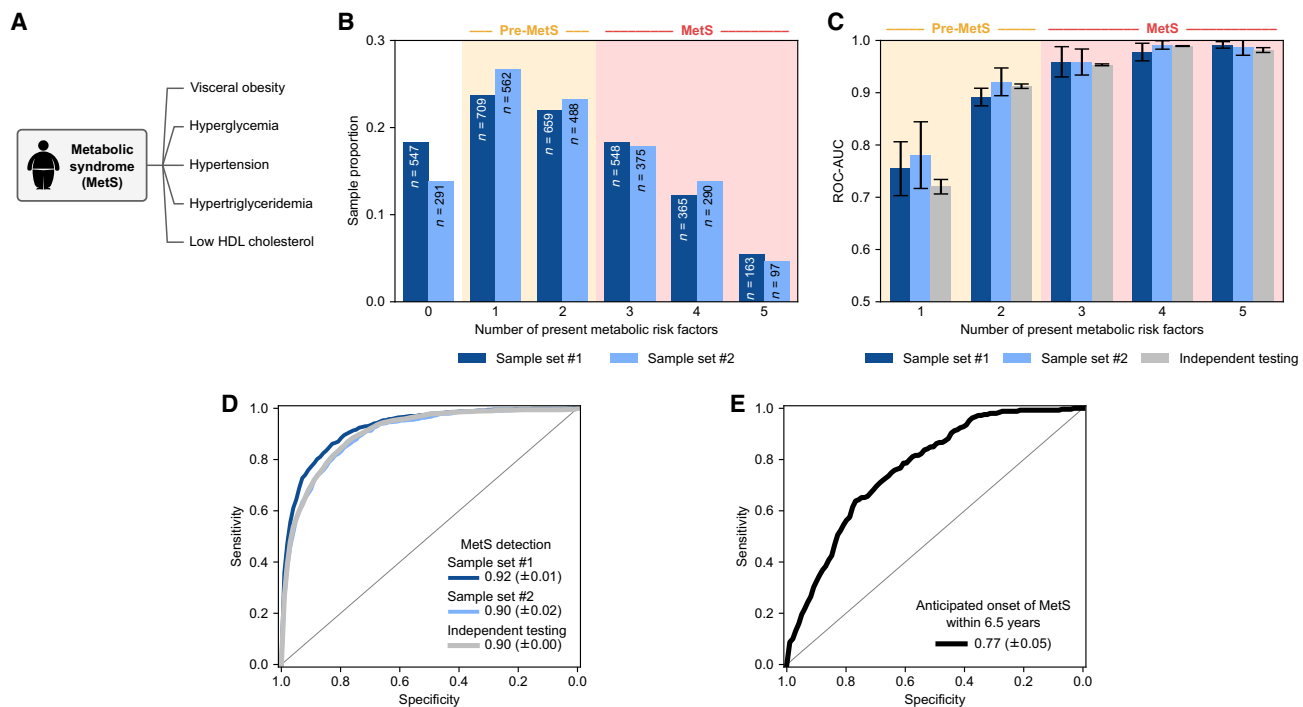 A
Metabolic
syndrome
(MetS)
Visceral obesity
Hyperglycemia
Hypertension
Hypertriglyceridemia
Low HDL cholesterol
B
Pre-MetS
MetS
Sample proportion
0.3
0.2
0.1
0.0
n = 547
n = 291
n = 709
n = 562
n = 659
n = 488
n = 548
n = 375
n = 365
n = 290
n = 163
n = 97
0 1 2 3 4 5
Number of present metabolic risk factors
Sample set #1 Sample set #2
C
Pre-MetS
MetS
ROC-AUC
1.0
0.9
0.8
0.7
0.6
0.5
1 2 3 4 5
Number of present metabolic risk factors
Sample set #1 Sample set #2 Independent testing
D
Sensitivity
1.0
0.8
0.6
0.4
0.2
0.0
MetS detection
Sample set #1
0.92 (±0.01)
Sample set #2
0.90 (±0.02)
Independent testing
0.90 (±0.00)
1.0 0.8 0.6 0.4 0.2 0.0
Specificity
E
Sensitivity
1.0
0.8
0.6
0.4
0.2
0.0
Anticipated onset of MetS
within 6.5 years
0.77 (±0.05)
1.0 0.8 0.6 0.4 0.2 0.0
Specificity